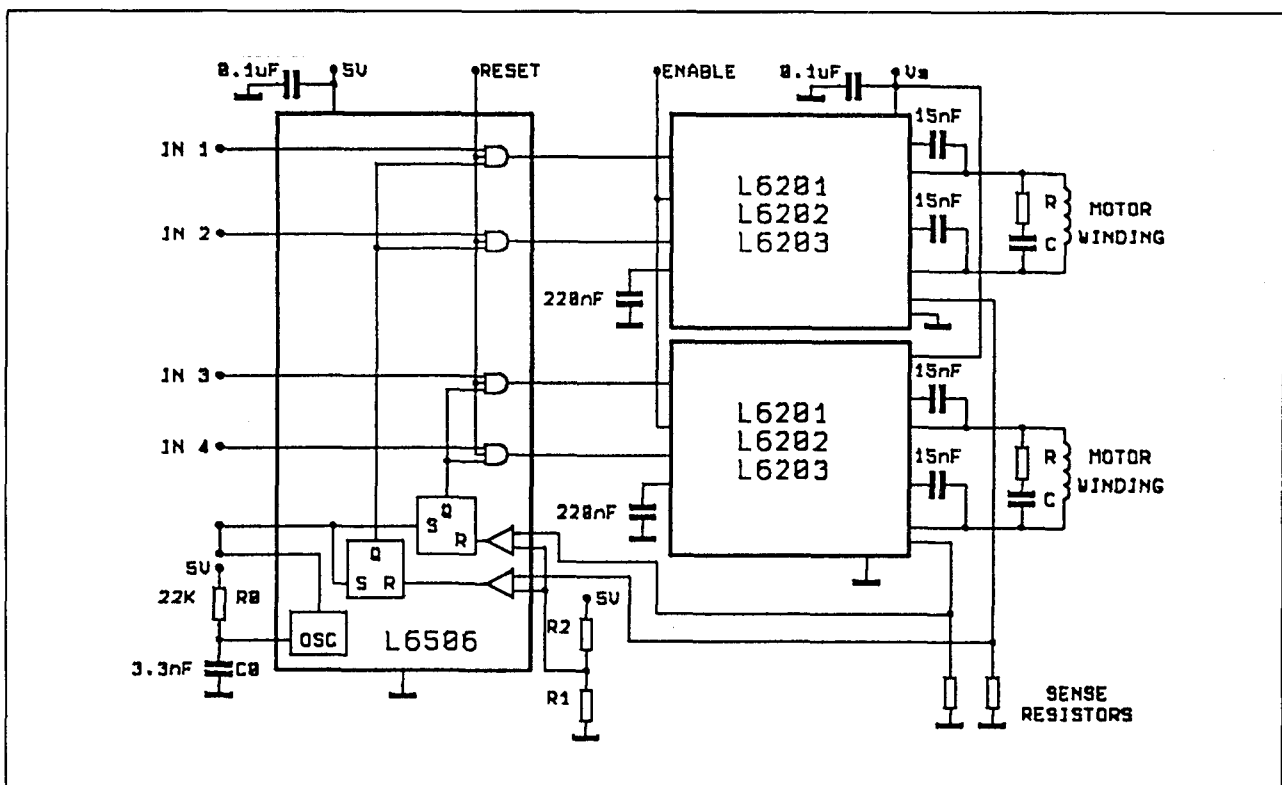 0.1uF
5V
RESET
ENABLE
0.1uF
Vs
15nF
IN 1
L6201
L6202
L6203
15nF
R
C
MOTOR
WINDING
IN 2
220nF
IN 3
L6201
L6202
L6203
15nF
IN 4
15nF
R
C
MOTOR
WINDING
220nF
Q
S
R
Q
S
R
5V
22K
R0
OSC
L6506
5V
R2
3.3nF
C0
R1
SENSE
RESISTORS